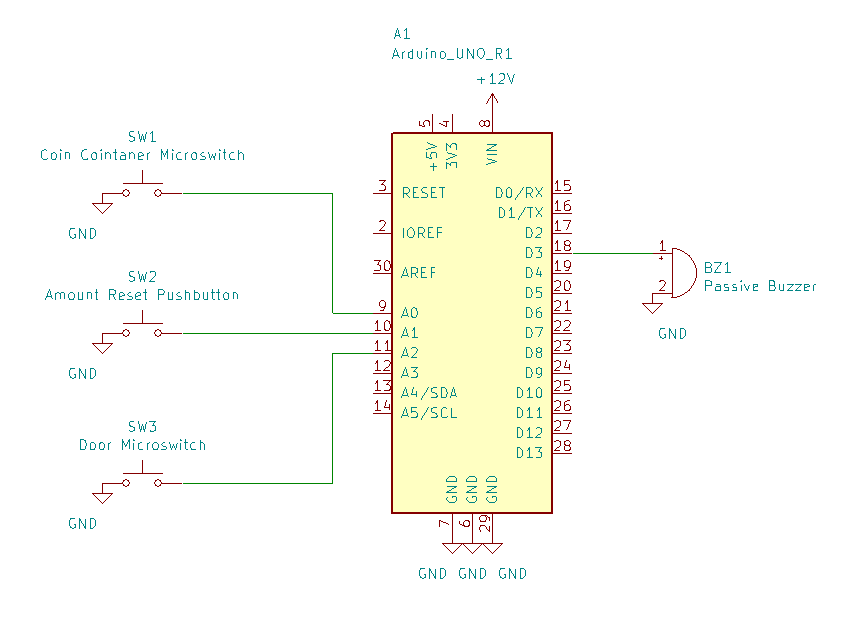 A1
Arduino_UNO_R1
+12V
SW1
Coin Cointaner Microswitch
GND
SW2
Amount Reset Pushbutton
GND
SW3
Door Microswitch
GND
5
4
8
+5V
3V3
VIN
3
RESET
2
IOREF
30
AREF
9
A0
10
A1
11
A2
12
A3
13
A4/SDA
14
A5/SCL
D0/RX
15
D1/TX
16
D2
17
D3
18
D4
19
D5
20
D6
21
D7
22
D8
23
D9
24
D10
25
D11
26
D12
27
D13
28
GND
GND
GND
7
6
29
GND GND GND
1
+
2
BZ1
Passive Buzzer
GND